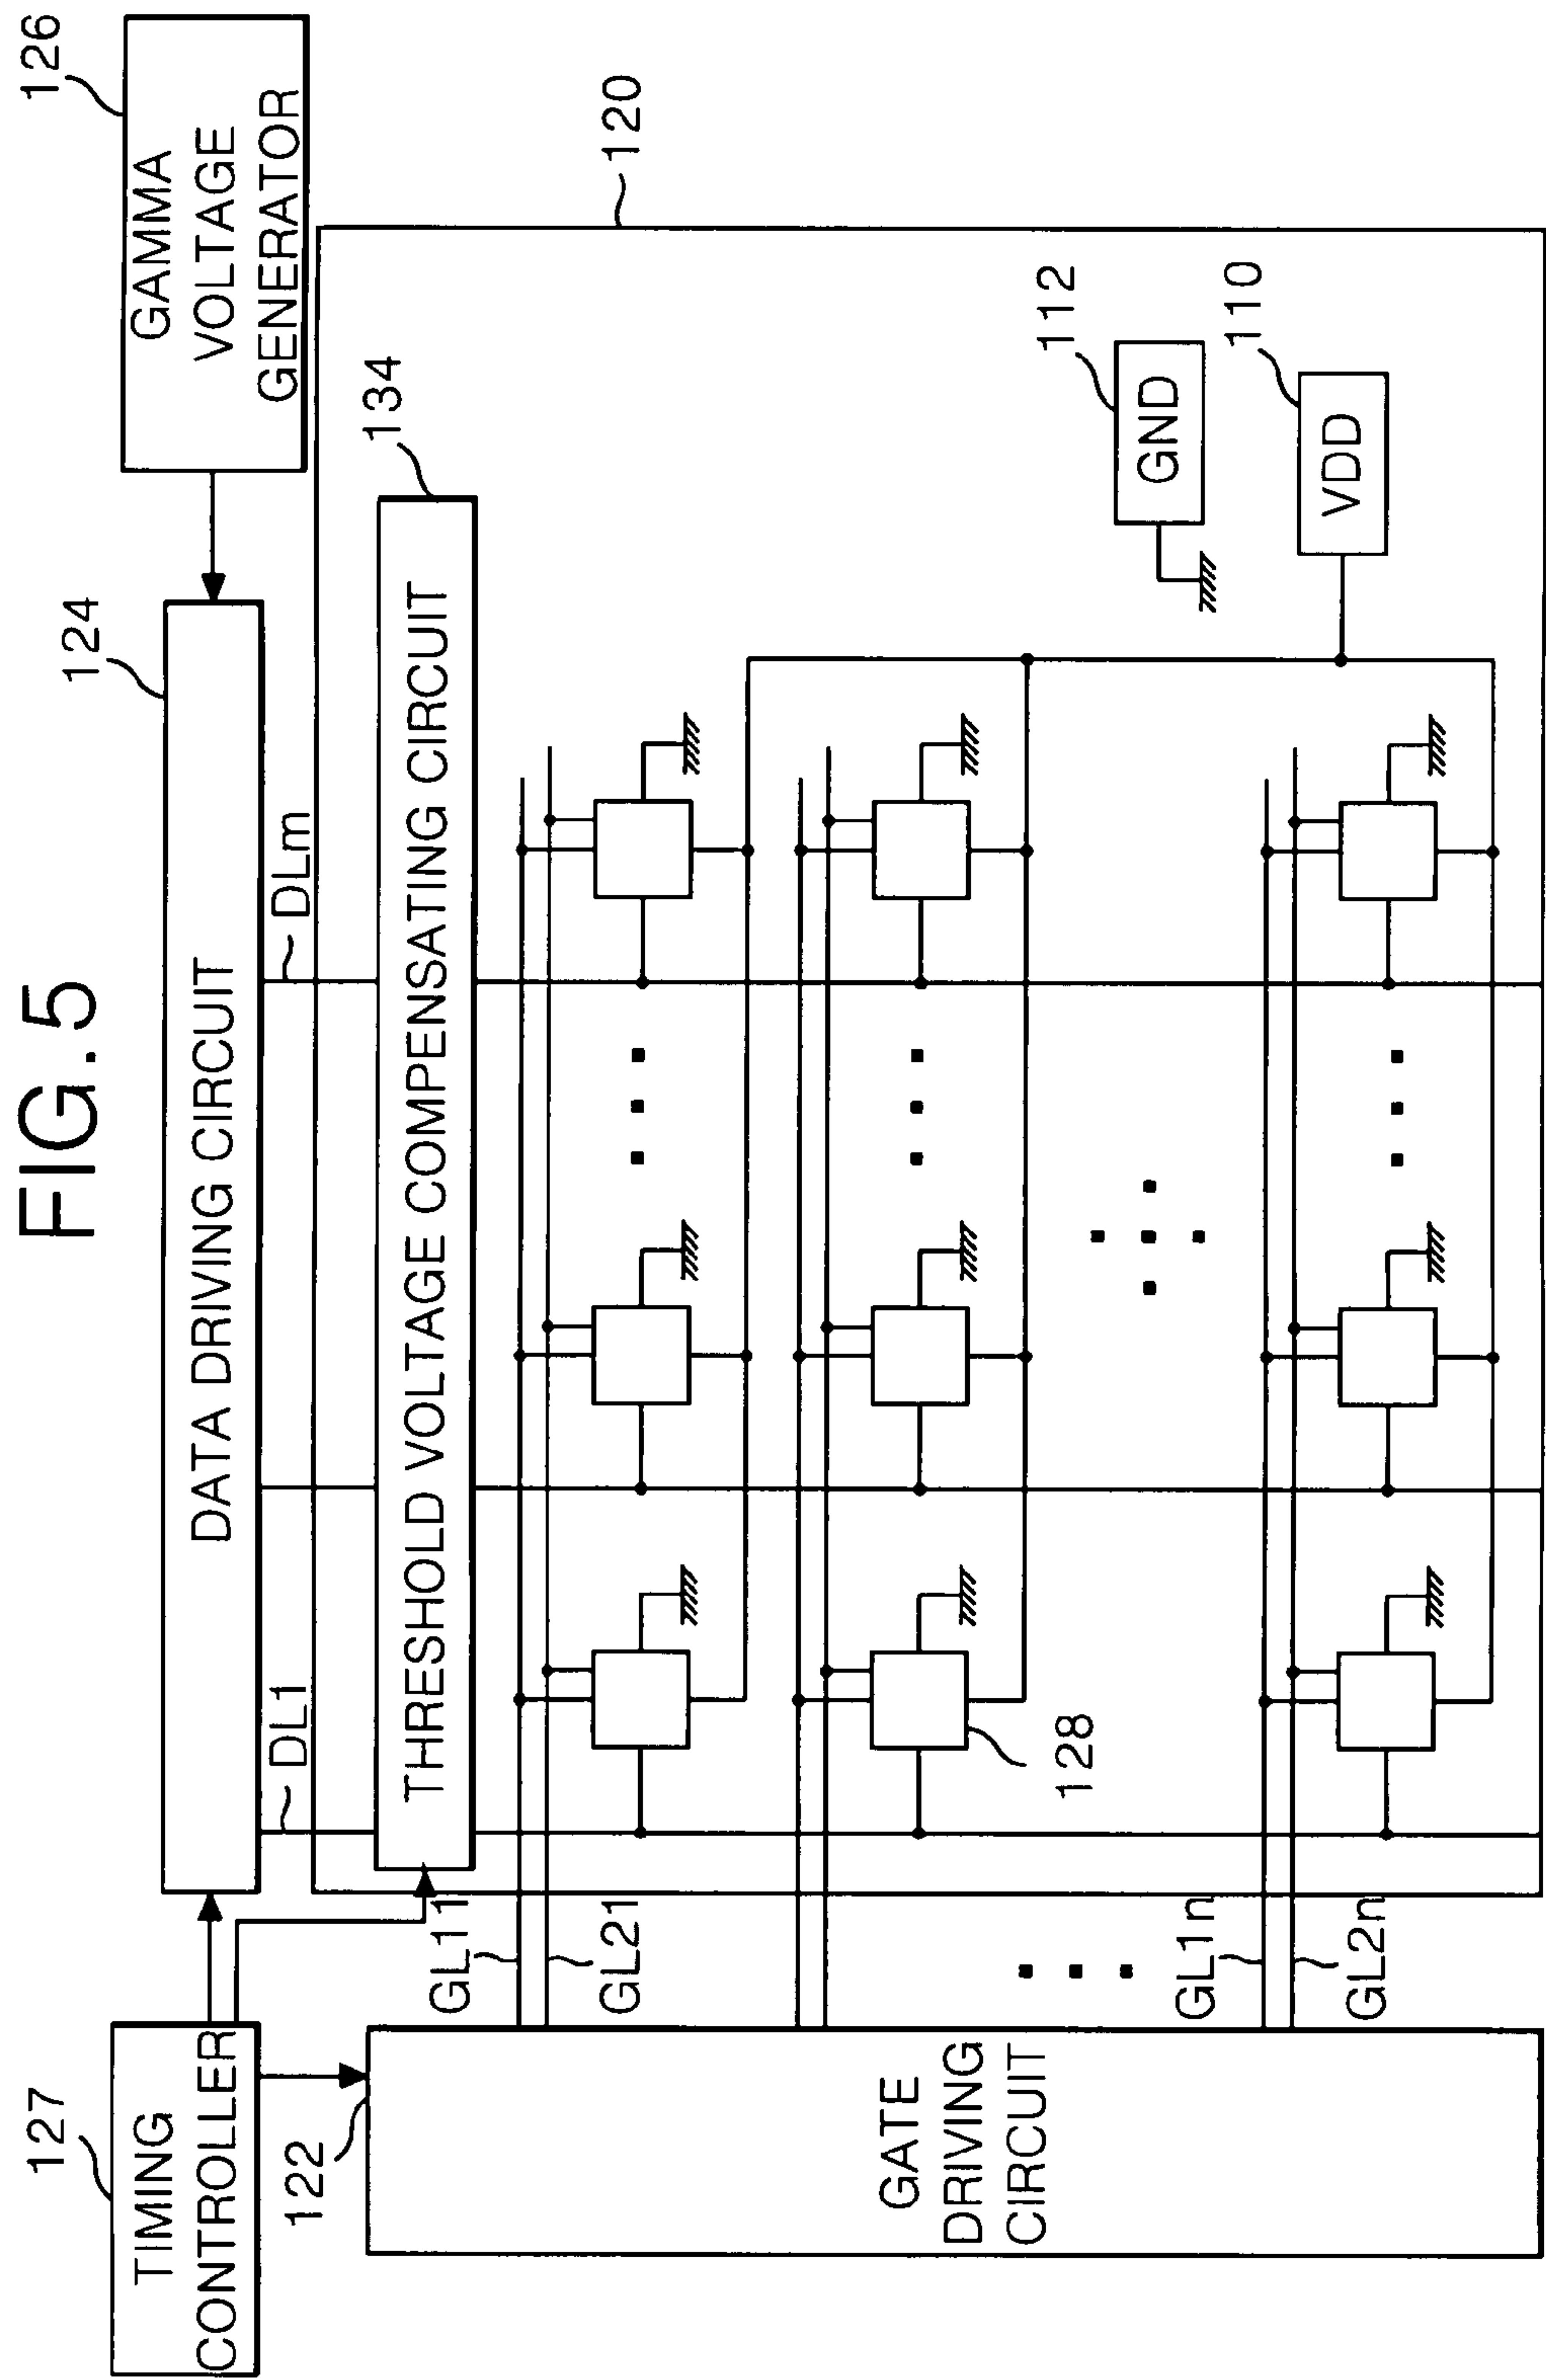 FIG.5
127
TIMING
CONTROLLER
124
DATA DRIVING CIRCUIT
126
GAMMA
VOLTAGE
GENERATOR
DL1
DLm
120
134
THRESHOLD VOLTAGE COMPENSATING CIRCUIT
122
GATE
DRIVING
CIRCUIT
GL11
GL21
128
112
GND
110
VDD
GL1n
GL2n